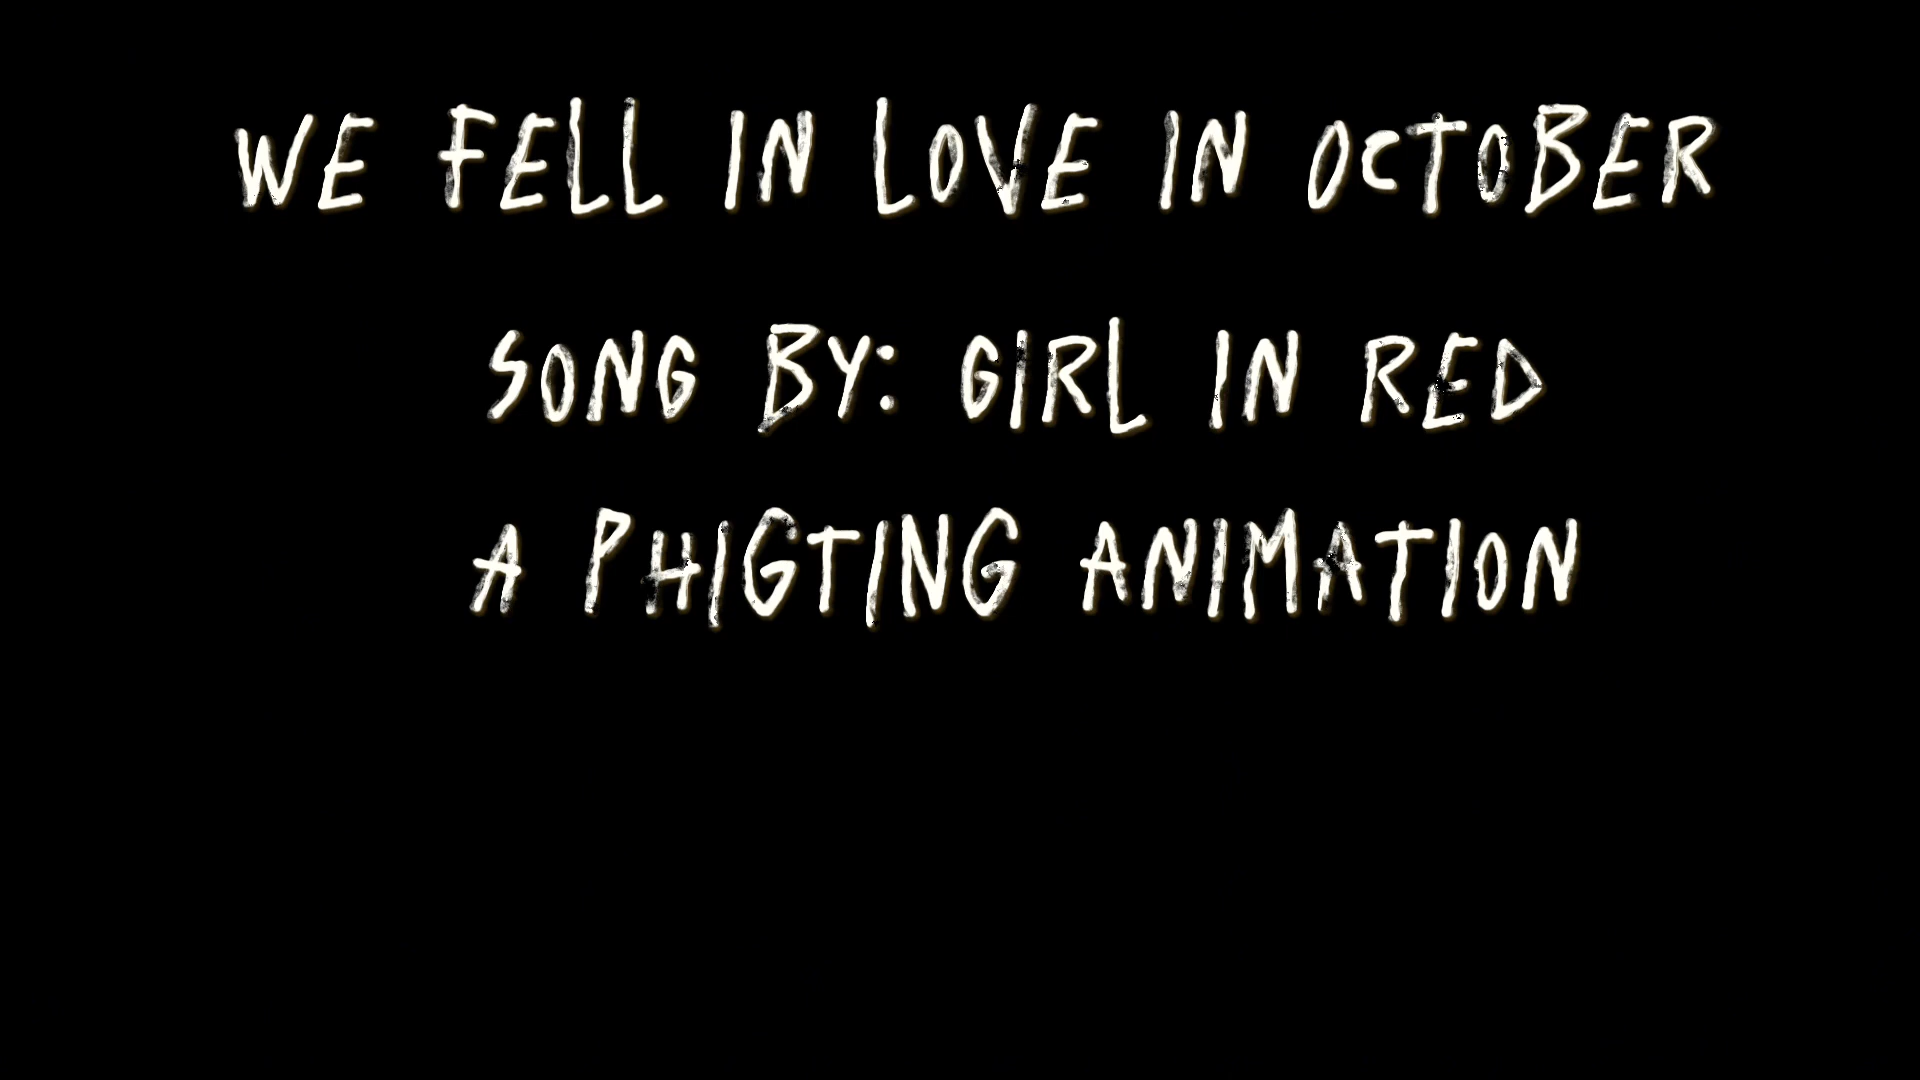 WE FELL IN LOVE IN OCTOBER
SONG BY: GIRL IN RED
A PHIGTING ANIMATION